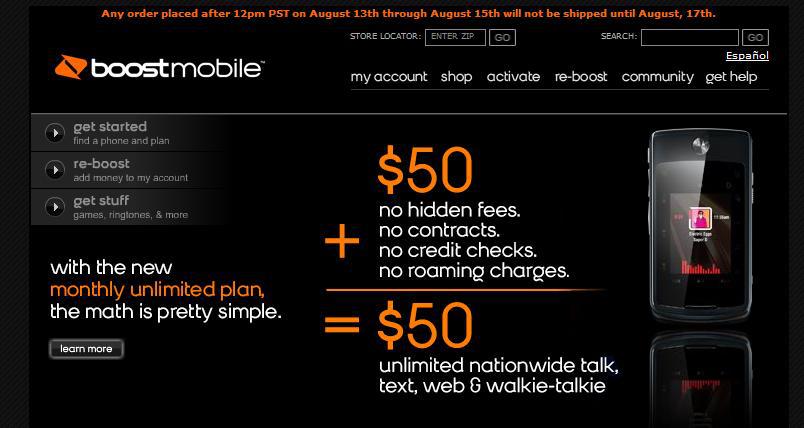 Any order placed after 12pm PST on August 13th through August 15th will not be shipped until August, 17th.
STORE LOCATOR: ENTER ZIP GO SEARCH: GO
Español
boostmobile™
my account shop activate re-boost community get help
get started
find a phone and plan
re-boost
add money to my account
get stuff
games, ringtones, & more
with the new
monthly unlimited plan,
the math is pretty simple.
learn more
$50
+
no hidden fees.
no contracts.
no credit checks.
no roaming charges.
= $50
unlimited nationwide talk,
text, web & walkie-talkie
Electric Eggs